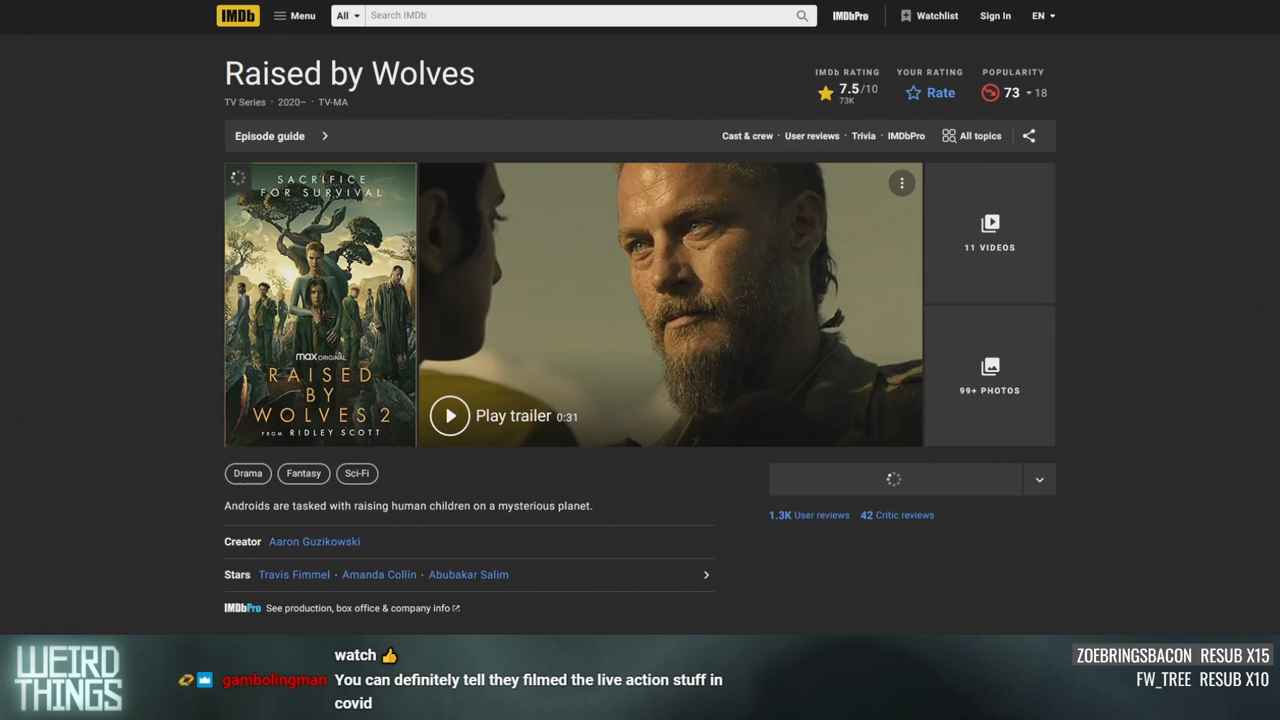 IMDb Menu All Search IMDb IMDbPro Watchlist Sign In EN
Raised by Wolves
TV Series · 2020– · TV-MA
IMDb RATING YOUR RATING POPULARITY
7.5/10 Rate 73 18
73K
Episode guide
Cast & crew · User reviews · Trivia · IMDbPro All topics
SACRIFICE
FOR SURVIVAL
max ORIGINAL
RAISED
BY
WOLVES 2
FROM RIDLEY SCOTT
Play trailer 0:31
11 VIDEOS
99+ PHOTOS
Drama Fantasy Sci-Fi
Androids are tasked with raising human children on a mysterious planet.
1.3K User reviews 42 Critic reviews
Creator Aaron Guzikowski
Stars Travis Fimmel · Amanda Collin · Abubakar Salim
IMDbPro See production, box office & company info
WEIRD
THINGS
watch 👍
gambolingman You can definitely tell they filmed the live action stuff in
covid
ZOEBRINGSBACON RESUB X15
FW_TREE RESUB X10